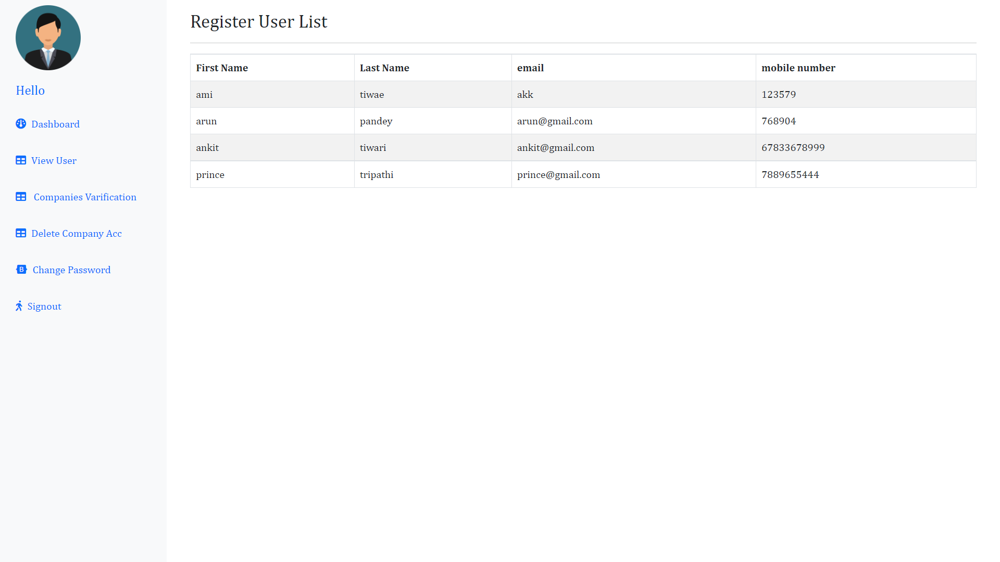 Hello
Dashboard
View User
Companies Varification
Delete Company Acc
Change Password
Signout
Register User List
First Name Last Name email mobile number
ami tiwae akk 123579
arun pandey arun@gmail.com 768904
ankit tiwari ankit@gmail.com 67833678999
prince tripathi prince@gmail.com 7889655444